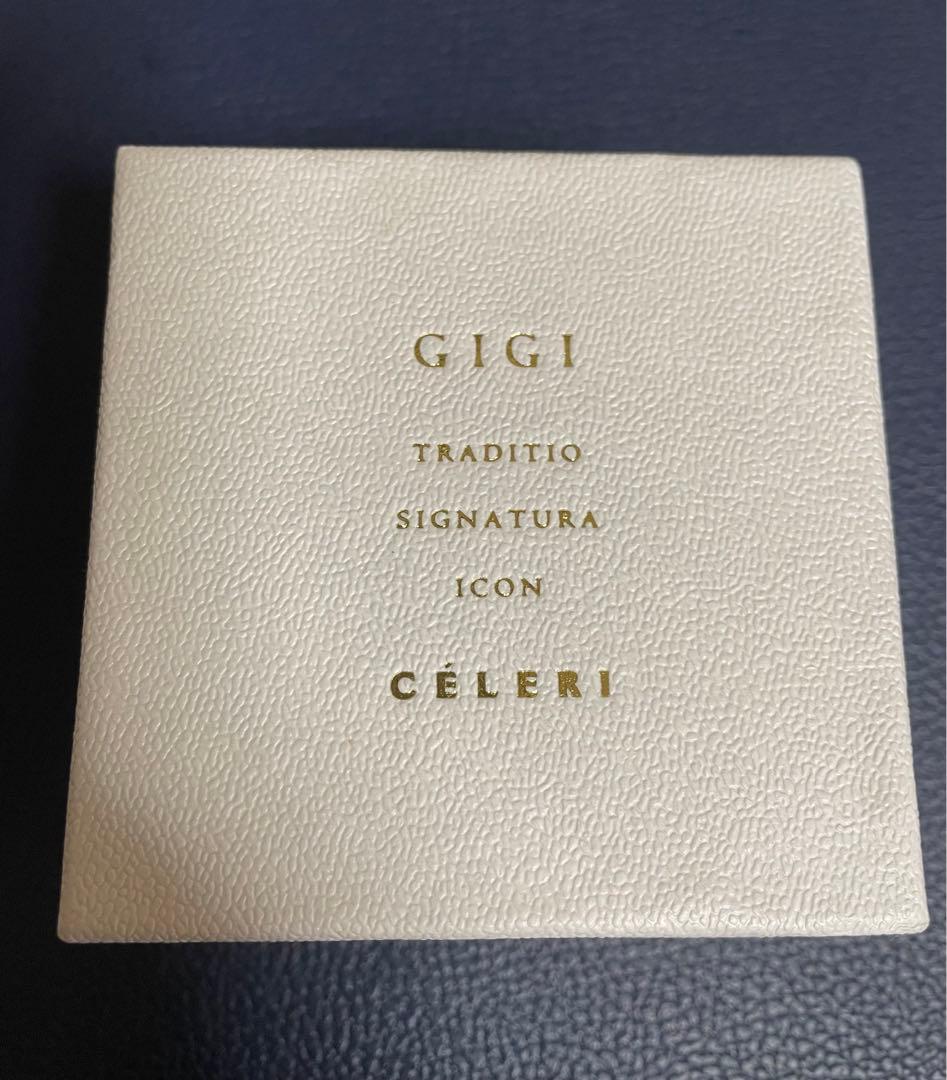 GIGI
TRADITIO
SIGNATURA
ICON
CÉLERI